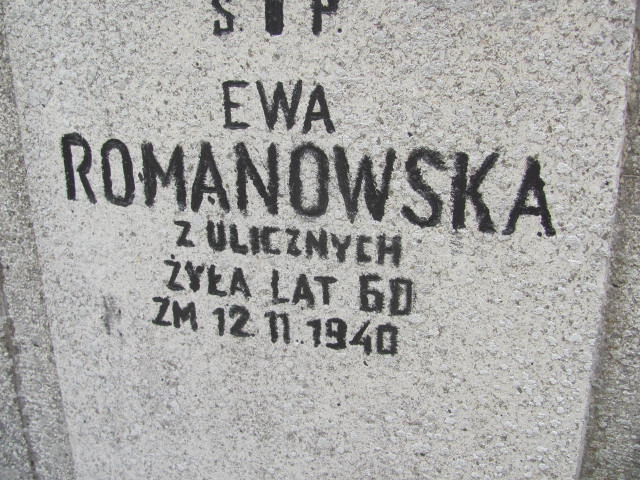 S. I P.
EWA
ROMANOWSKA
Z ULICZNYCH
ŻYŁA LAT 60
ZM 12 11.1940